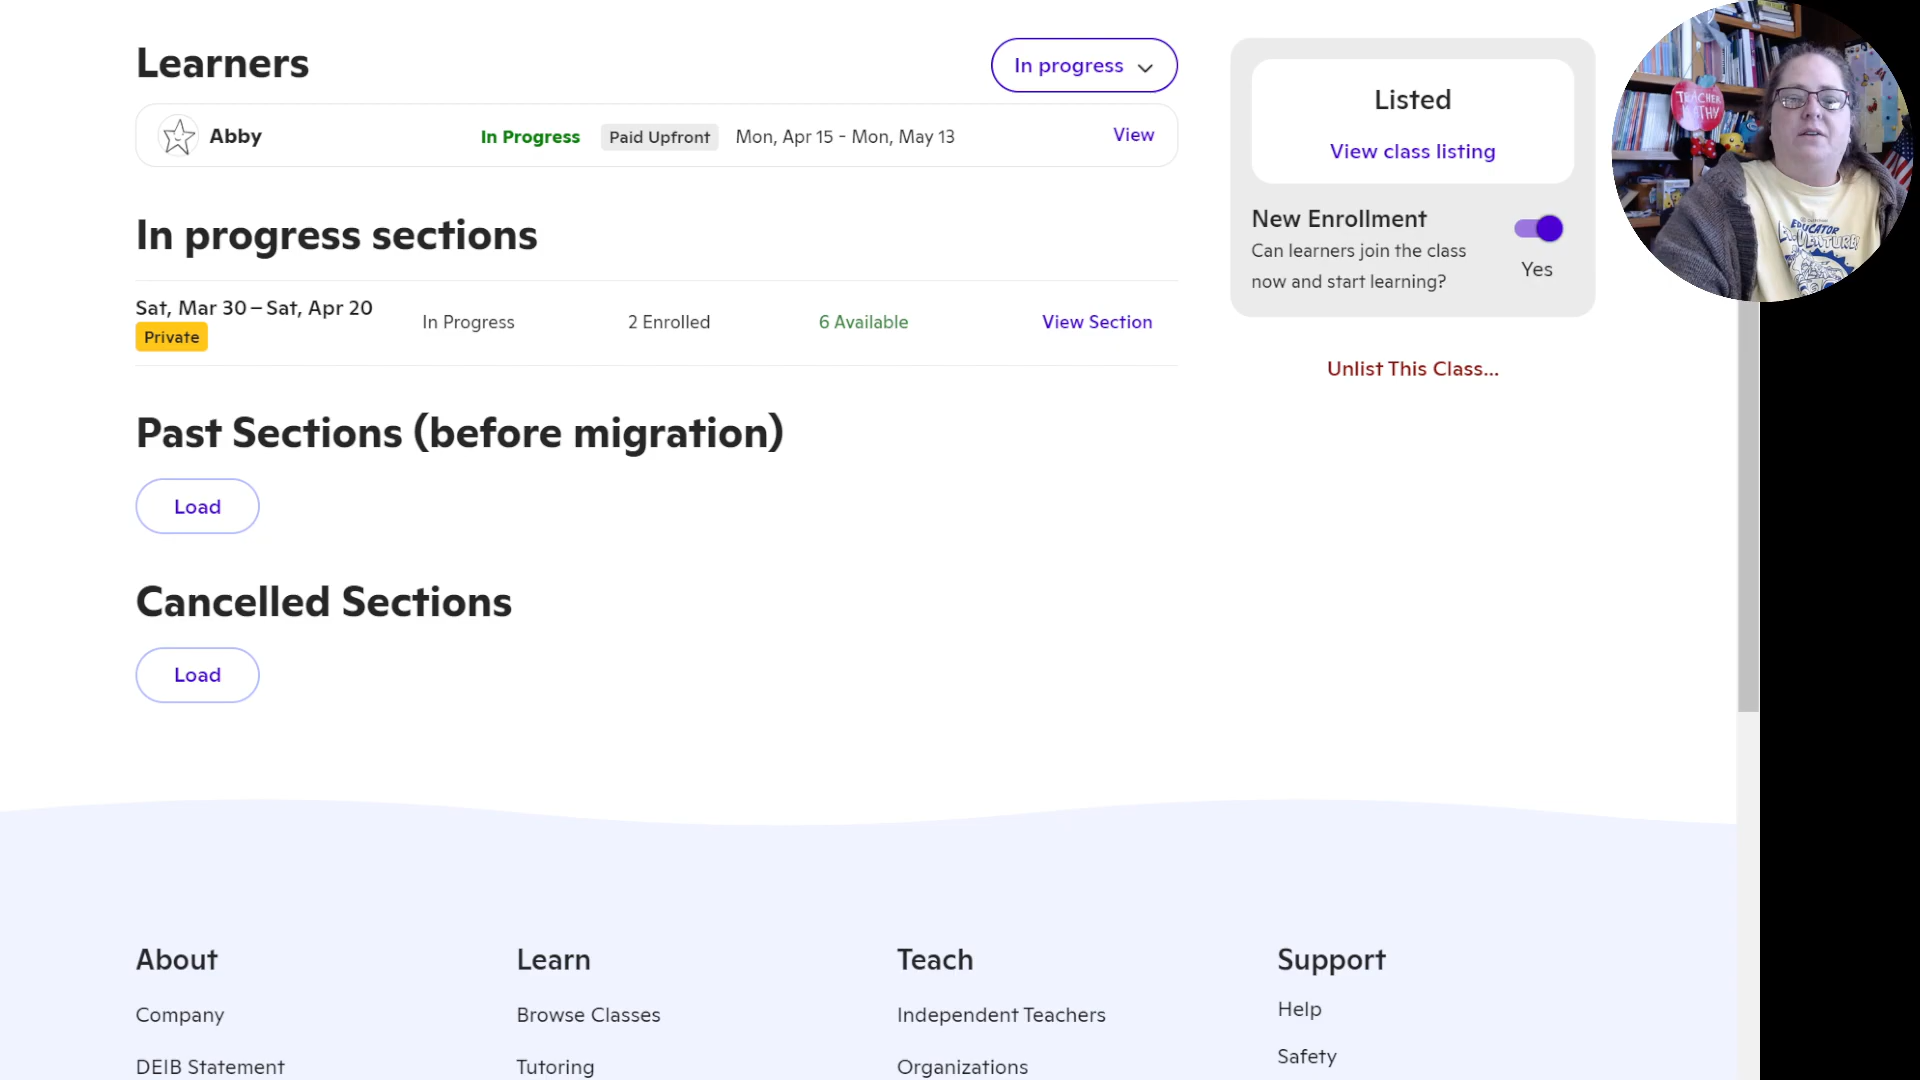 Learners
In progress
Abby
In Progress
Paid Upfront
Mon, Apr 15 - Mon, May 13
View
In progress sections
Sat, Mar 30 – Sat, Apr 20
Private
In Progress
2 Enrolled
6 Available
View Section
Past Sections (before migration)
Load
Cancelled Sections
Load
Listed
View class listing
New Enrollment
Can learners join the class
now and start learning?
Yes
Unlist This Class...
TEACHER
EDUCATOR
ADVENTURE!
About
Company
DEIB Statement
Learn
Browse Classes
Tutoring
Teach
Independent Teachers
Organizations
Support
Help
Safety